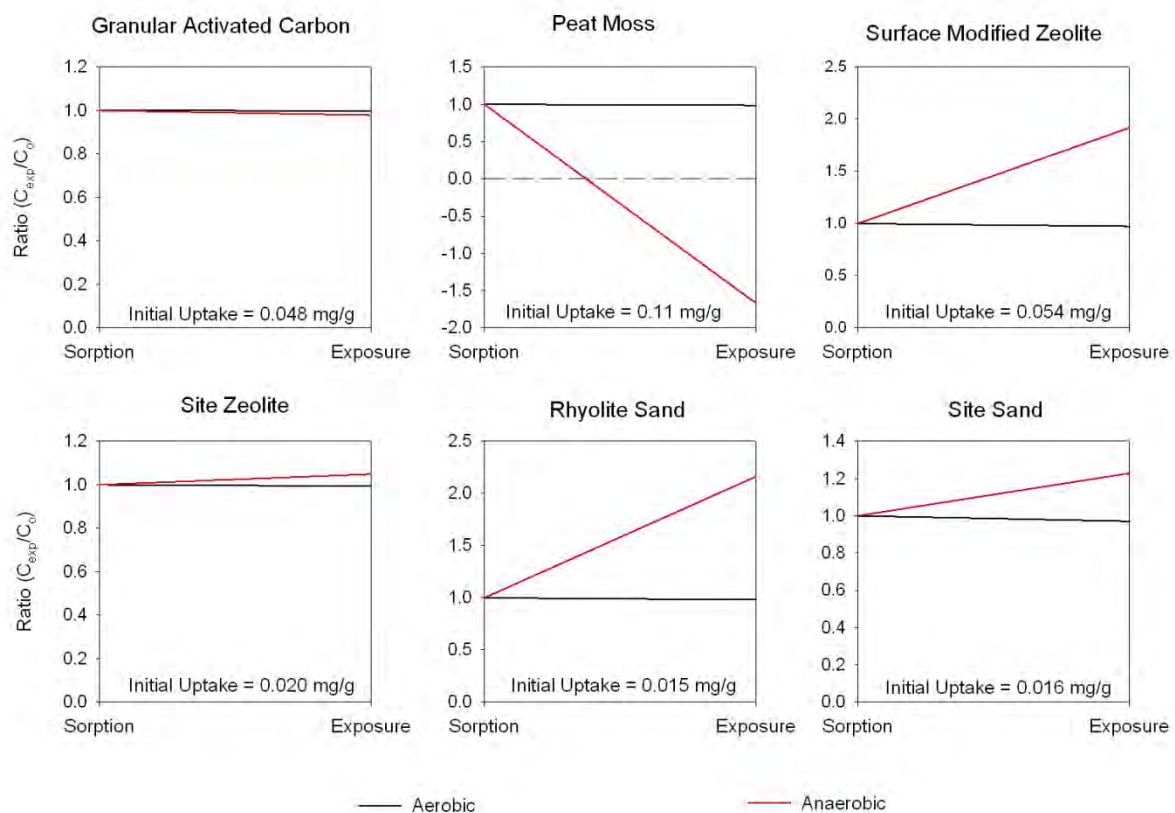 Granular Activated Carbon
Peat Moss
Surface Modified Zeolite
Ratio (Cexp/Co)
1.2
1.0
0.8
0.6
0.4
0.2
0.0
Initial Uptake = 0.048 mg/g
Sorption
Exposure
1.5
1.0
0.5
0.0
-0.5
-1.0
-1.5
-2.0
Initial Uptake = 0.11 mg/g
Sorption
Exposure
2.5
2.0
1.5
1.0
0.5
0.0
Initial Uptake = 0.054 mg/g
Sorption
Exposure
Site Zeolite
Rhyolite Sand
Site Sand
Ratio (Cexp/Co)
1.2
1.0
0.8
0.6
0.4
0.2
0.0
Initial Uptake = 0.020 mg/g
Sorption
Exposure
2.5
2.0
1.5
1.0
0.5
0.0
Initial Uptake = 0.015 mg/g
Sorption
Exposure
1.4
1.2
1.0
0.8
0.6
0.4
0.2
0.0
Initial Uptake = 0.016 mg/g
Sorption
Exposure
Aerobic
Anaerobic